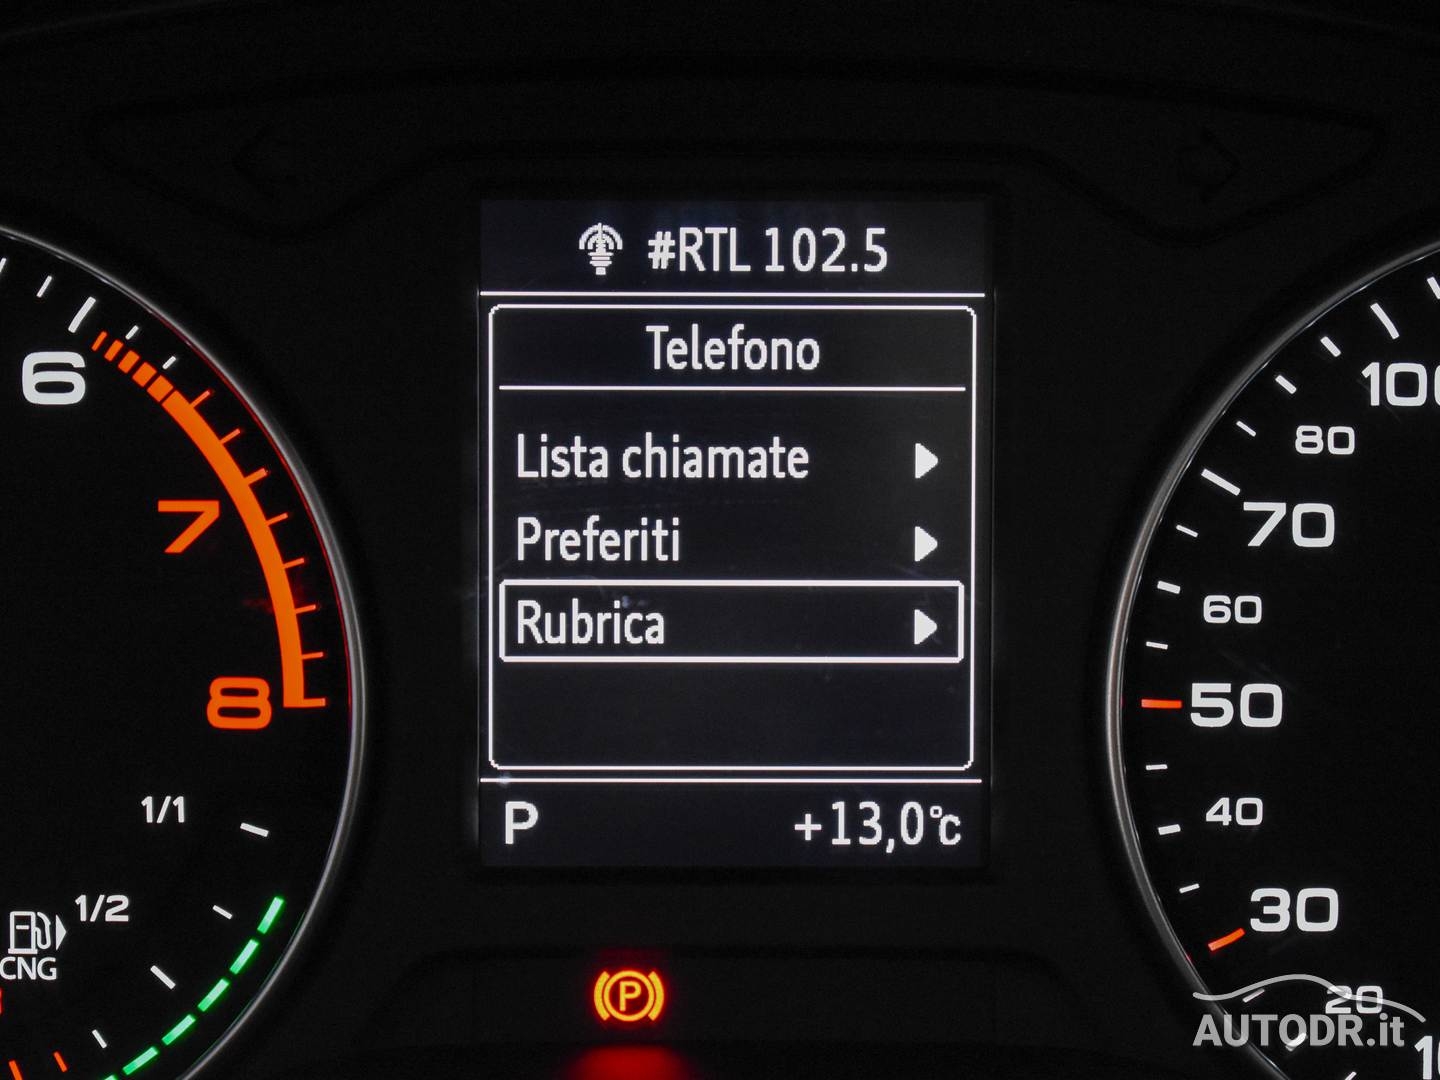 #RTL 102.5
Telefono
Lista chiamate
Preferiti
Rubrica
P
+13,0°C
6
7
8
1/1
1/2
CNG
P
100
80
70
60
50
40
30
20
AUTODR.it